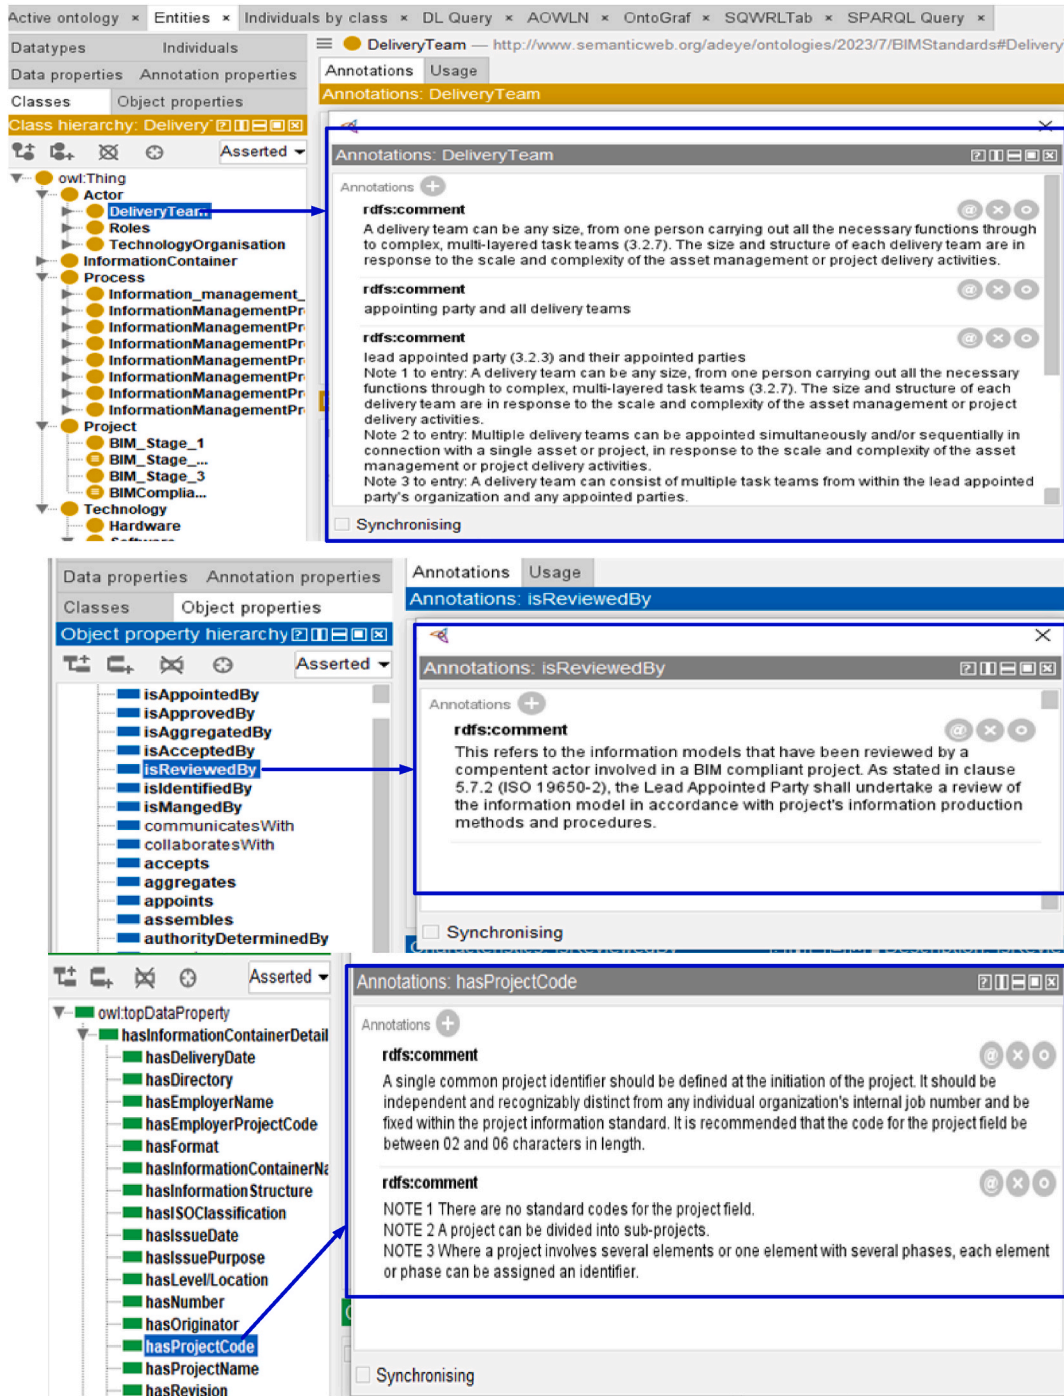 Active ontology × Entities × Individuals by class × DL Query × AOWLN × OntoGraf × SQWRLTab × SPARQL Query ×
Datatypes Individuals
Data properties Annotation properties
Classes Object properties
Class hierarchy: Delivery
Asserted
owl:Thing
Actor
DeliveryTeam
Roles
TechnologyOrganisation
InformationContainer
Process
Information_management_
InformationManagementPr
InformationManagementPr
InformationManagementPr
InformationManagementPr
InformationManagementPr
InformationManagementPr
InformationManagementPr
Project
BIM_Stage_1
BIM_Stage_...
BIM_Stage_3
BIMComplia...
Technology
Hardware
Software
DeliveryTeam — http://www.semanticweb.org/adeye/ontologies/2023/7/BIMStandards#Delivery
Annotations Usage
Annotations: DeliveryTeam
Annotations: DeliveryTeam
Annotations
rdfs:comment
A delivery team can be any size, from one person carrying out all the necessary functions through
to complex, multi-layered task teams (3.2.7). The size and structure of each delivery team are in
response to the scale and complexity of the asset management or project delivery activities.
rdfs:comment
appointing party and all delivery teams
rdfs:comment
lead appointed party (3.2.3) and their appointed parties
Note 1 to entry: A delivery team can be any size, from one person carrying out all the necessary
functions through to complex, multi-layered task teams (3.2.7). The size and structure of each
delivery team are in response to the scale and complexity of the asset management or project
delivery activities.
Note 2 to entry: Multiple delivery teams can be appointed simultaneously and/or sequentially in
connection with a single asset or project, in response to the scale and complexity of the asset
management or project delivery activities.
Note 3 to entry: A delivery team can consist of multiple task teams from within the lead appointed
party's organization and any appointed parties.
Synchronising
Data properties Annotation properties
Classes Object properties
Object property hierarchy
Asserted
isAppointedBy
isApprovedBy
isAggregatedBy
isAcceptedBy
isReviewedBy
isIdentifiedBy
isMangedBy
communicatesWith
collaboratesWith
accepts
aggregates
appoints
assembles
authorityDeterminedBy
Annotations Usage
Annotations: isReviewedBy
Annotations: isReviewedBy
Annotations
rdfs:comment
This refers to the information models that have been reviewed by a
compentent actor involved in a BIM compliant project. As stated in clause
5.7.2 (ISO 19650-2), the Lead Appointed Party shall undertake a review of
the information model in accordance with project's information production
methods and procedures.
Synchronising
Asserted
owl:topDataProperty
hasInformationContainerDetail
hasDeliveryDate
hasDirectory
hasEmployerName
hasEmployerProjectCode
hasFormat
hasInformationContainerNa
hasInformationStructure
hasISOClassification
hasIssueDate
hasIssuePurpose
hasLevel/Location
hasNumber
hasOriginator
hasProjectCode
hasProjectName
hasRevision
Annotations: hasProjectCode
Annotations
rdfs:comment
A single common project identifier should be defined at the initiation of the project. It should be
independent and recognizably distinct from any individual organization's internal job number and be
fixed within the project information standard. It is recommended that the code for the project field be
between 02 and 06 characters in length.
rdfs:comment
NOTE 1 There are no standard codes for the project field.
NOTE 2 A project can be divided into sub-projects.
NOTE 3 Where a project involves several elements or one element with several phases, each element
or phase can be assigned an identifier.
Synchronising